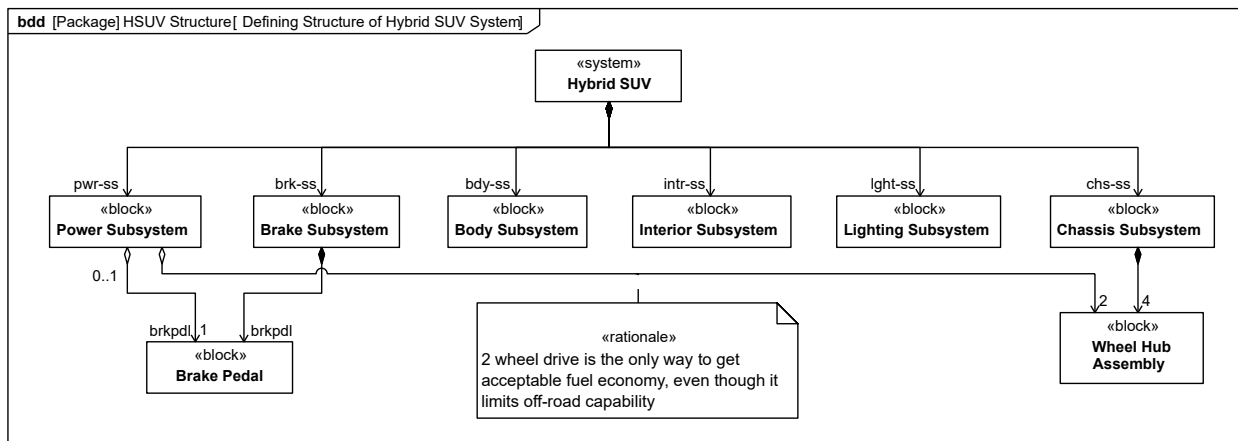 bdd [Package] HSUV Structure[ Defining Structure of Hybrid SUV System]
«system»
Hybrid SUV
pwr-ss
brk-ss
bdy-ss
intr-ss
lght-ss
chs-ss
«block»
Power Subsystem
«block»
Brake Subsystem
«block»
Body Subsystem
«block»
Interior Subsystem
«block»
Lighting Subsystem
«block»
Chassis Subsystem
0..1
2
4
brkpdl
1
brkpdl
«block»
Brake Pedal
«rationale»
2 wheel drive is the only way to get
acceptable fuel economy, even though it
limits off-road capability
«block»
Wheel Hub
Assembly